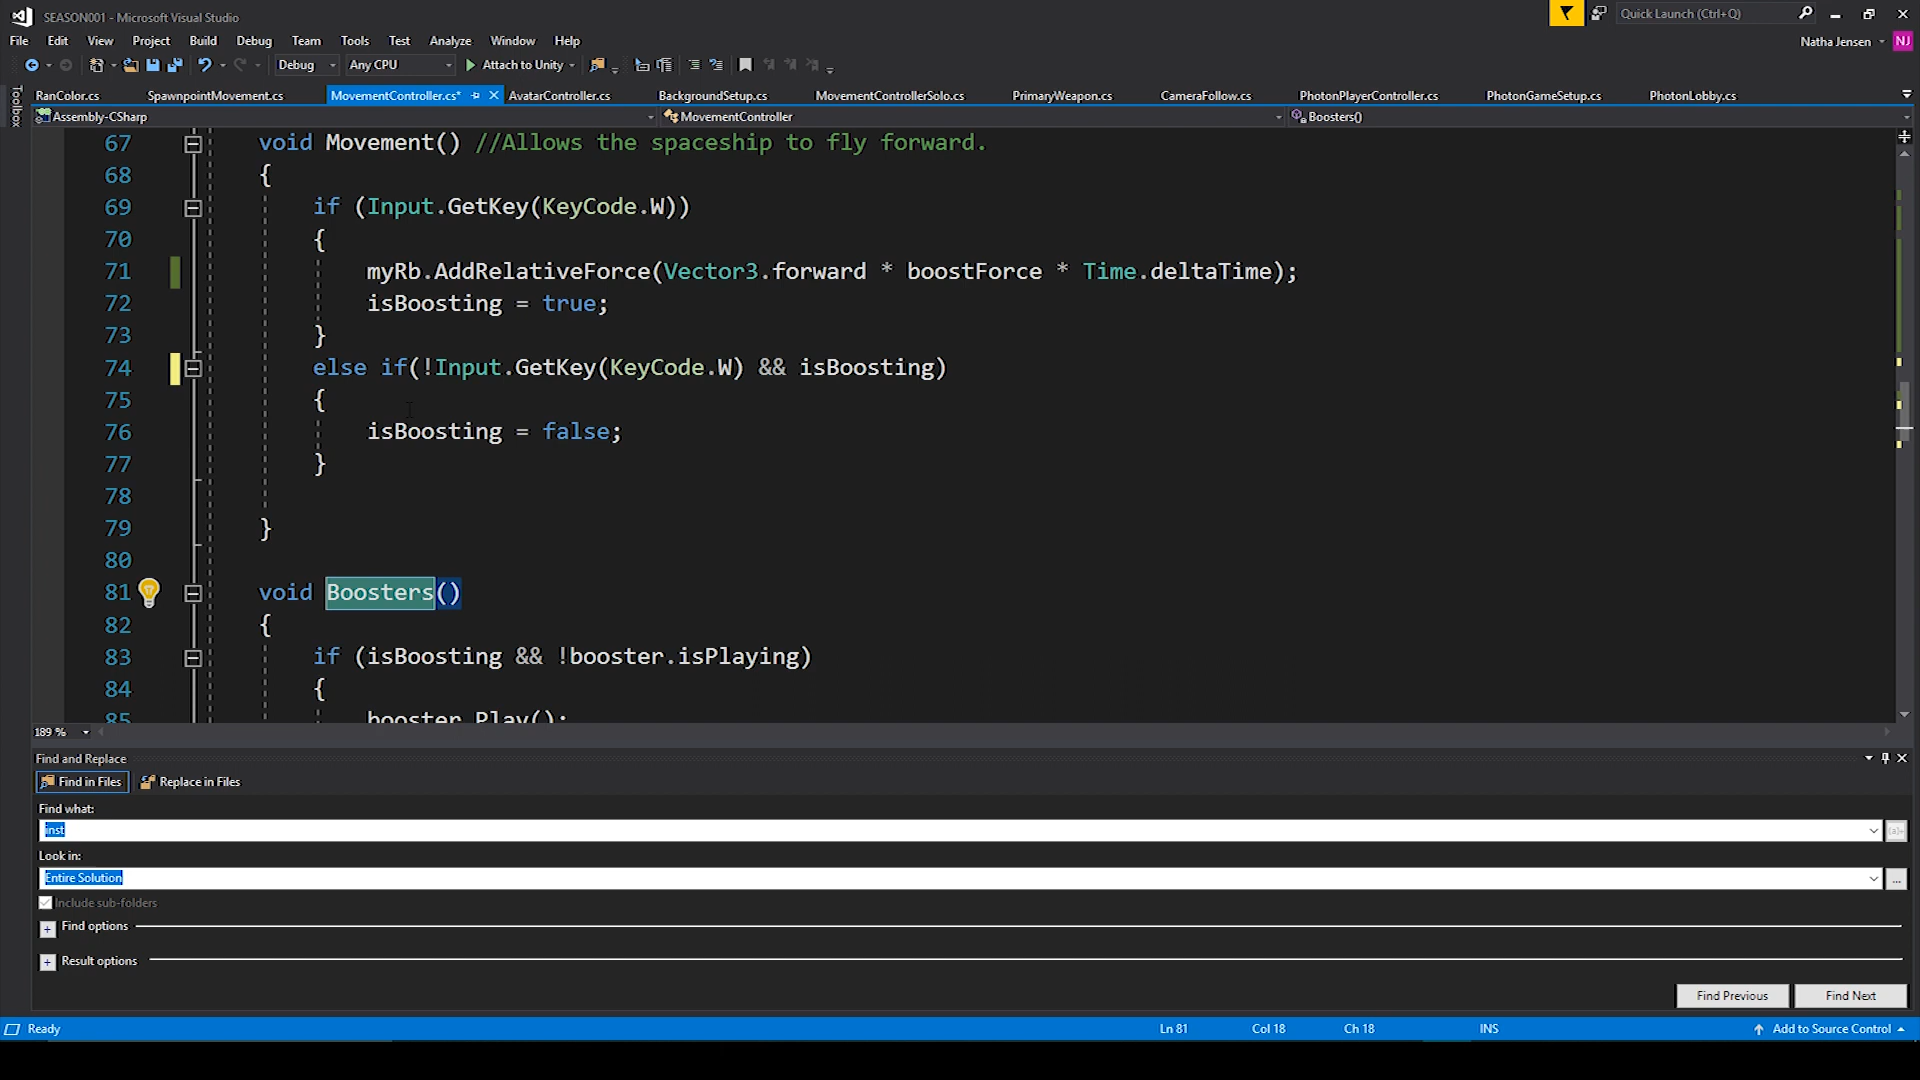 SEASON001 - Microsoft Visual Studio
Quick Launch (Ctrl+Q)
File Edit View Project Build Debug Team Tools Test Analyze Window Help
Natha Jensen NJ
Debug Any CPU Attach to Unity
Toolbox
RanColor.cs SpawnpointMovement.cs MovementController.cs* AvatarController.cs BackgroundSetup.cs MovementControllerSolo.cs PrimaryWeapon.cs CameraFollow.cs PhotonPlayerController.cs PhotonGameSetup.cs PhotonLobby.cs
Assembly-CSharp MovementController Boosters()
67 void Movement() //Allows the spaceship to fly forward.
68 {
69 if (Input.GetKey(KeyCode.W))
70 {
71 myRb.AddRelativeForce(Vector3.forward * boostForce * Time.deltaTime);
72 isBoosting = true;
73 }
74 else if(!Input.GetKey(KeyCode.W) && isBoosting)
75 {
76 isBoosting = false;
77 }
78
79 }
80
81 void Boosters()
82 {
83 if (isBoosting && !booster.isPlaying)
84 {
85 booster.Play();
189 %
Find and Replace
Find in Files Replace in Files
Find what:
inst
Look in:
Entire Solution
...
Include sub-folders
+ Find options
+ Result options
Find Previous Find Next
Ready Ln 81 Col 18 Ch 18 INS Add to Source Control